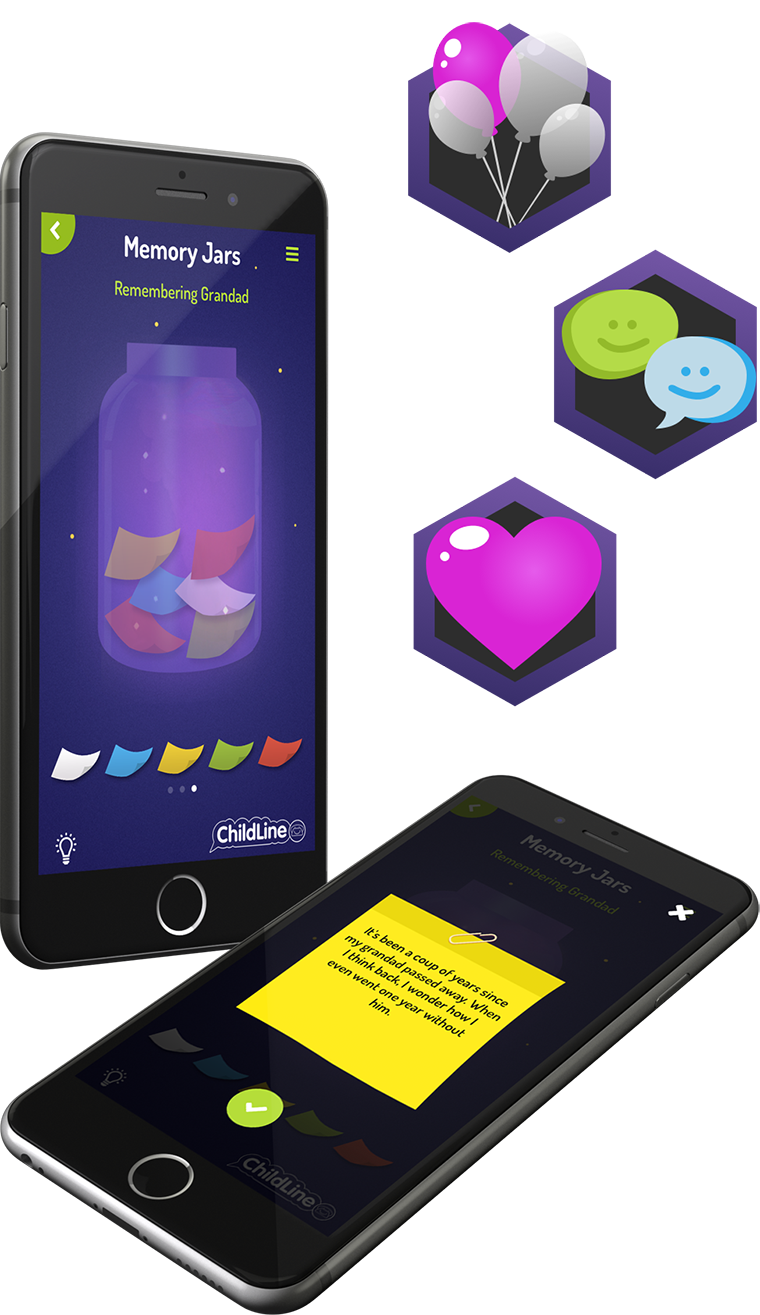 Memory Jars
Remembering Grandad
ChildLine
Memory Jars
Remembering Grandad
It's been a coup of years since
my grandad passed away. When
I think back, I wonder how I
even went one year without
him.
ChildLine